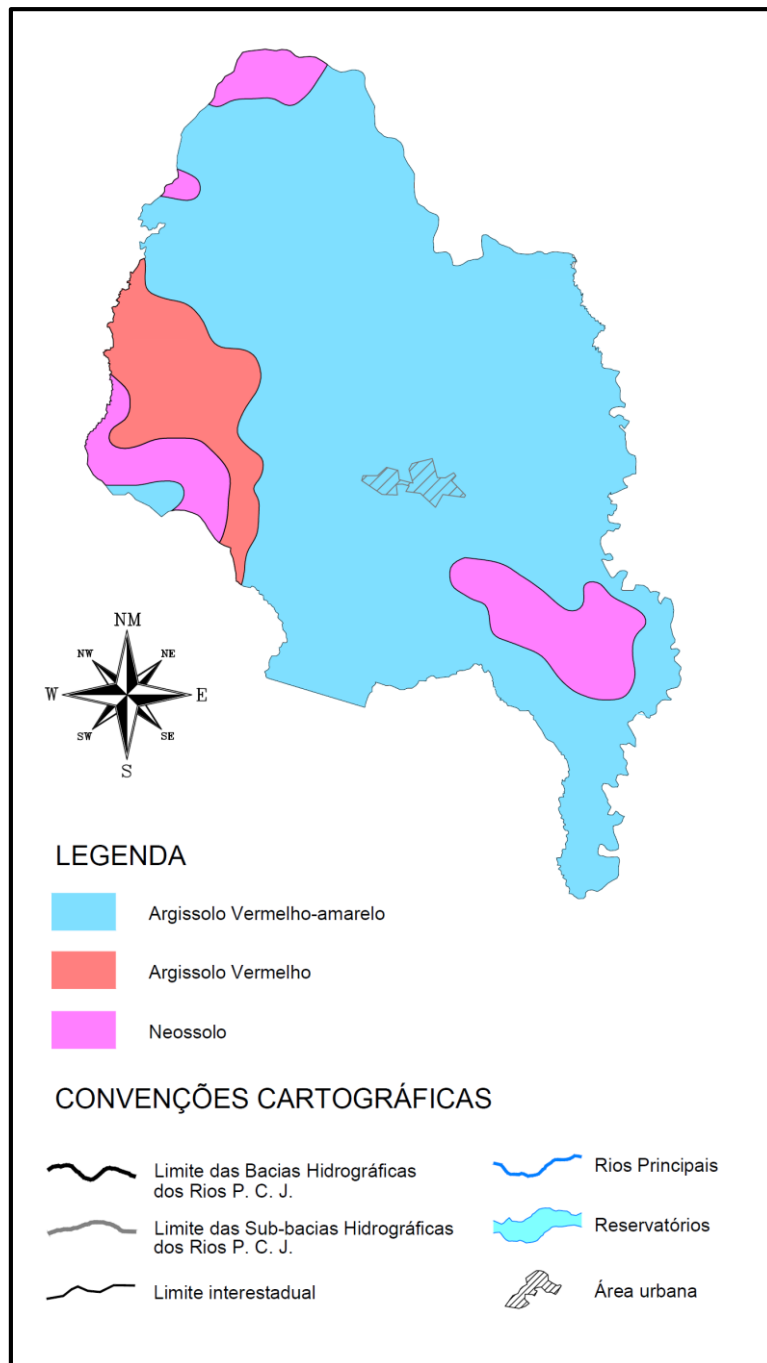 NM
NW
NE
W
E
SW
SE
S
LEGENDA
Argissolo Vermelho-amarelo
Argissolo Vermelho
Neossolo
CONVENÇÕES CARTOGRÁFICAS
Limite das Bacias Hidrográficas
dos Rios P. C. J.
Limite das Sub-bacias Hidrográficas
dos Rios P. C. J.
Limite interestadual
Rios Principais
Reservatórios
Área urbana